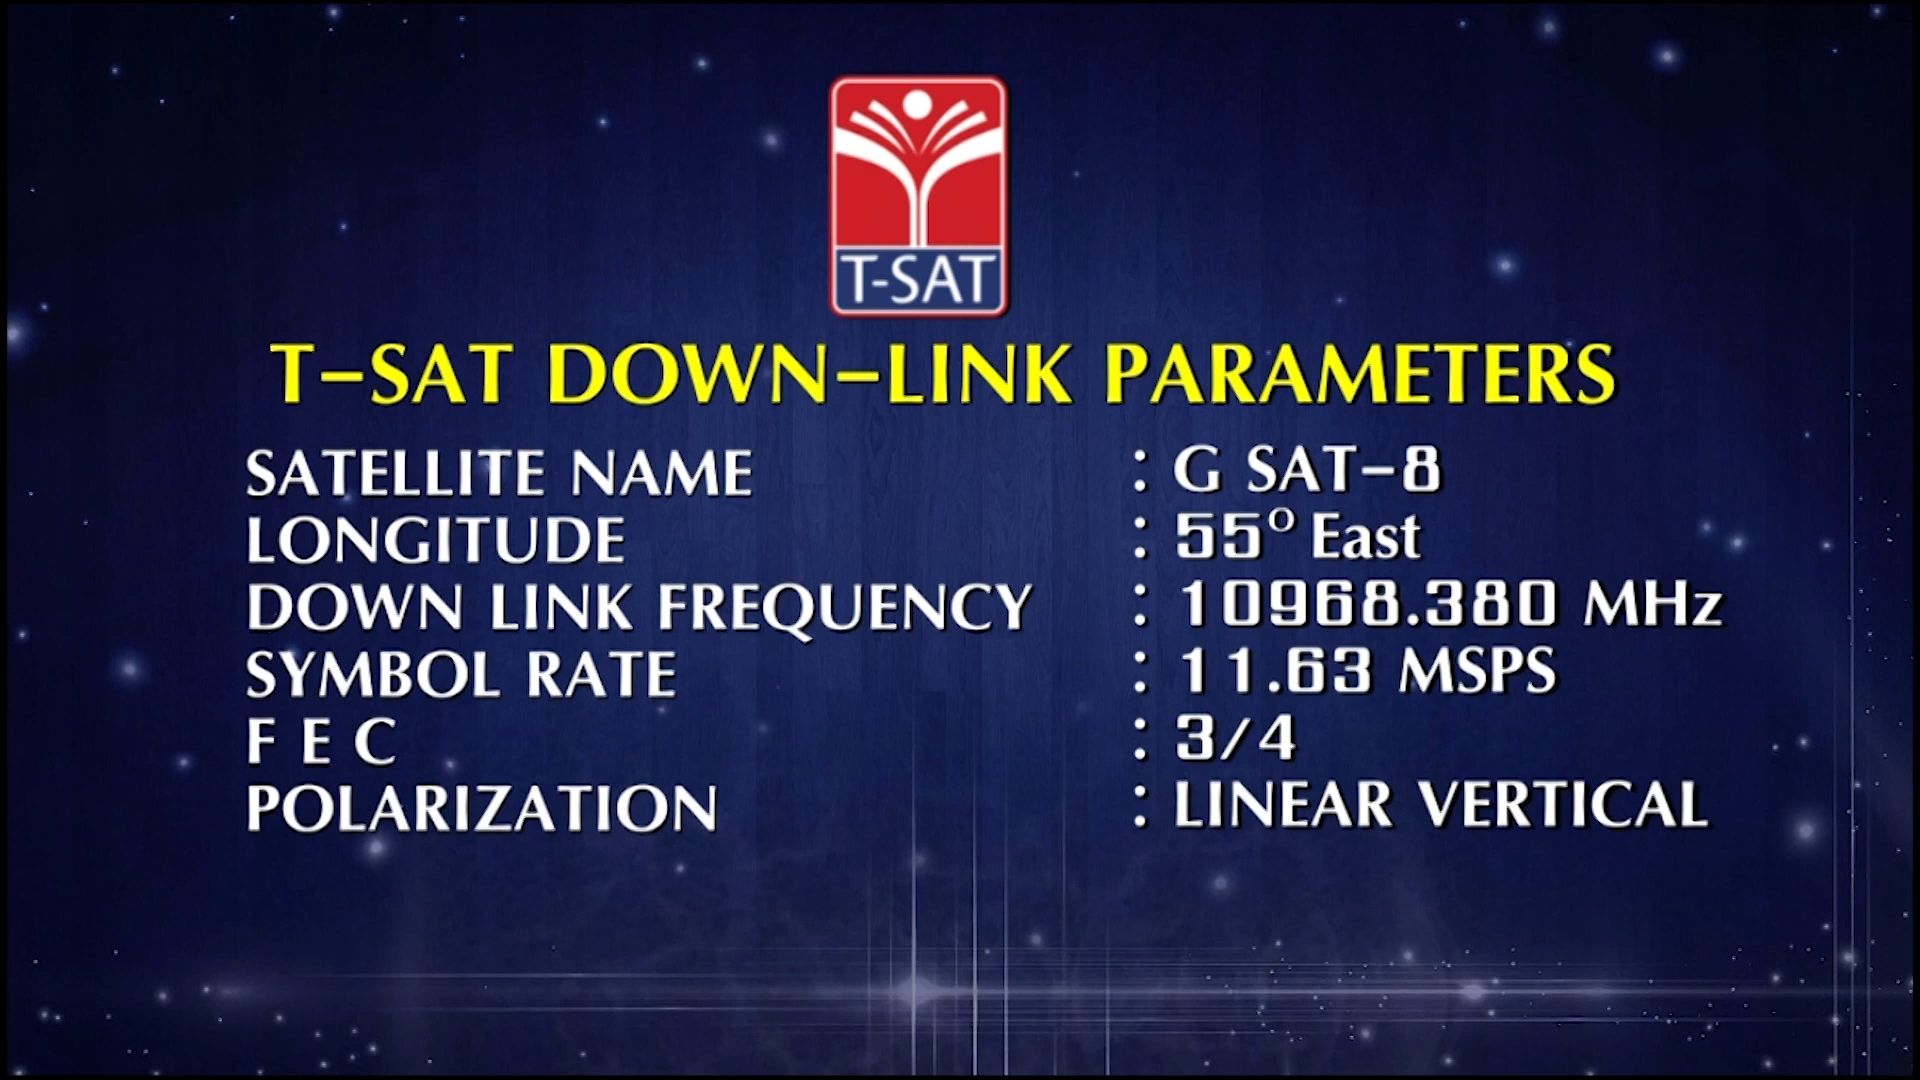 T-SAT
T-SAT DOWN-LINK PARAMETERS
SATELLITE NAME : G SAT-8
LONGITUDE : 55° East
DOWN LINK FREQUENCY : 10968.380 MHz
SYMBOL RATE : 11.63 MSPS
F E C : 3/4
POLARIZATION : LINEAR VERTICAL